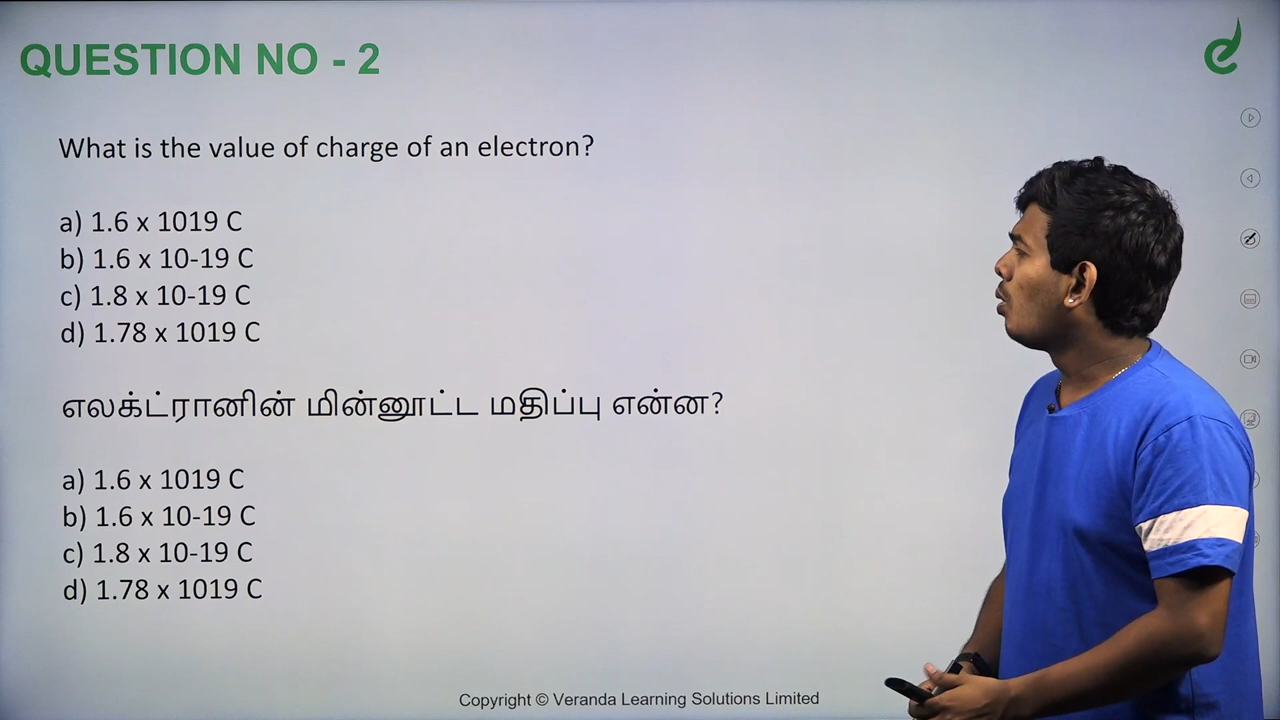 QUESTION NO - 2
What is the value of charge of an electron?
a) 1.6 x 1019 C
b) 1.6 x 10-19 C
c) 1.8 x 10-19 C
d) 1.78 x 1019 C
எலக்ட்ரானின் மின்னூட்ட மதிப்பு என்ன?
a) 1.6 x 1019 C
b) 1.6 x 10-19 C
c) 1.8 x 10-19 C
d) 1.78 x 1019 C
Copyright © Veranda Learning Solutions Limited